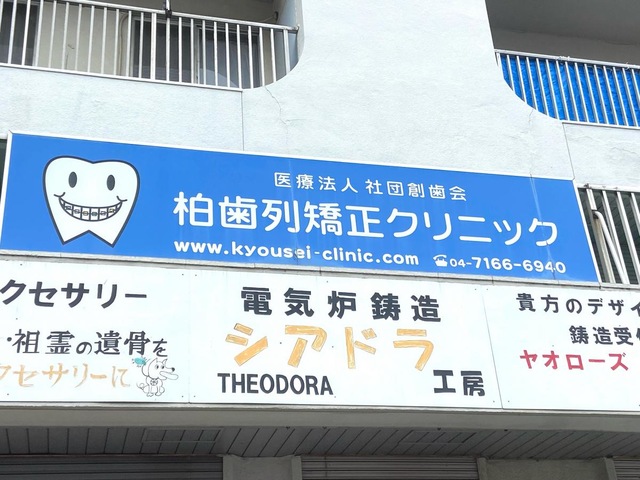 医療法人 社団創歯会
柏歯列矯正クリニック
www.kyousei-clinic.com ☎04-7166-6940
クセサリー
・祖霊の遺骨を
クセサリーに
電気炉鋳造
シアドラ
THEODORA 工房
貴方のデザイ
鋳造受
ヤオローズ